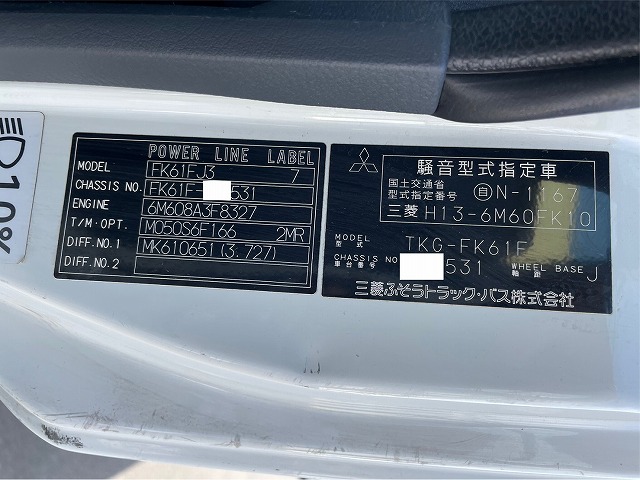 10%
POWER LINE LABEL
MODEL FK61FJ3 7
CHASSIS NO. FK61F- 531
ENGINE 6M608A3F8327
T/M·OPT. M050S6F166 2MR
DIFF.NO.1 MK610651(3.727)
DIFF.NO.2
騒音型式指定車
国土交通省
型式指定番号 自N-1167
三菱 H13-6M60FK10
MODEL
型式 TKG-FK61F
CHASSIS NO
車台番号 531
WHEEL BASE
軸距 J
三菱ふそうトラック・バス株式会社